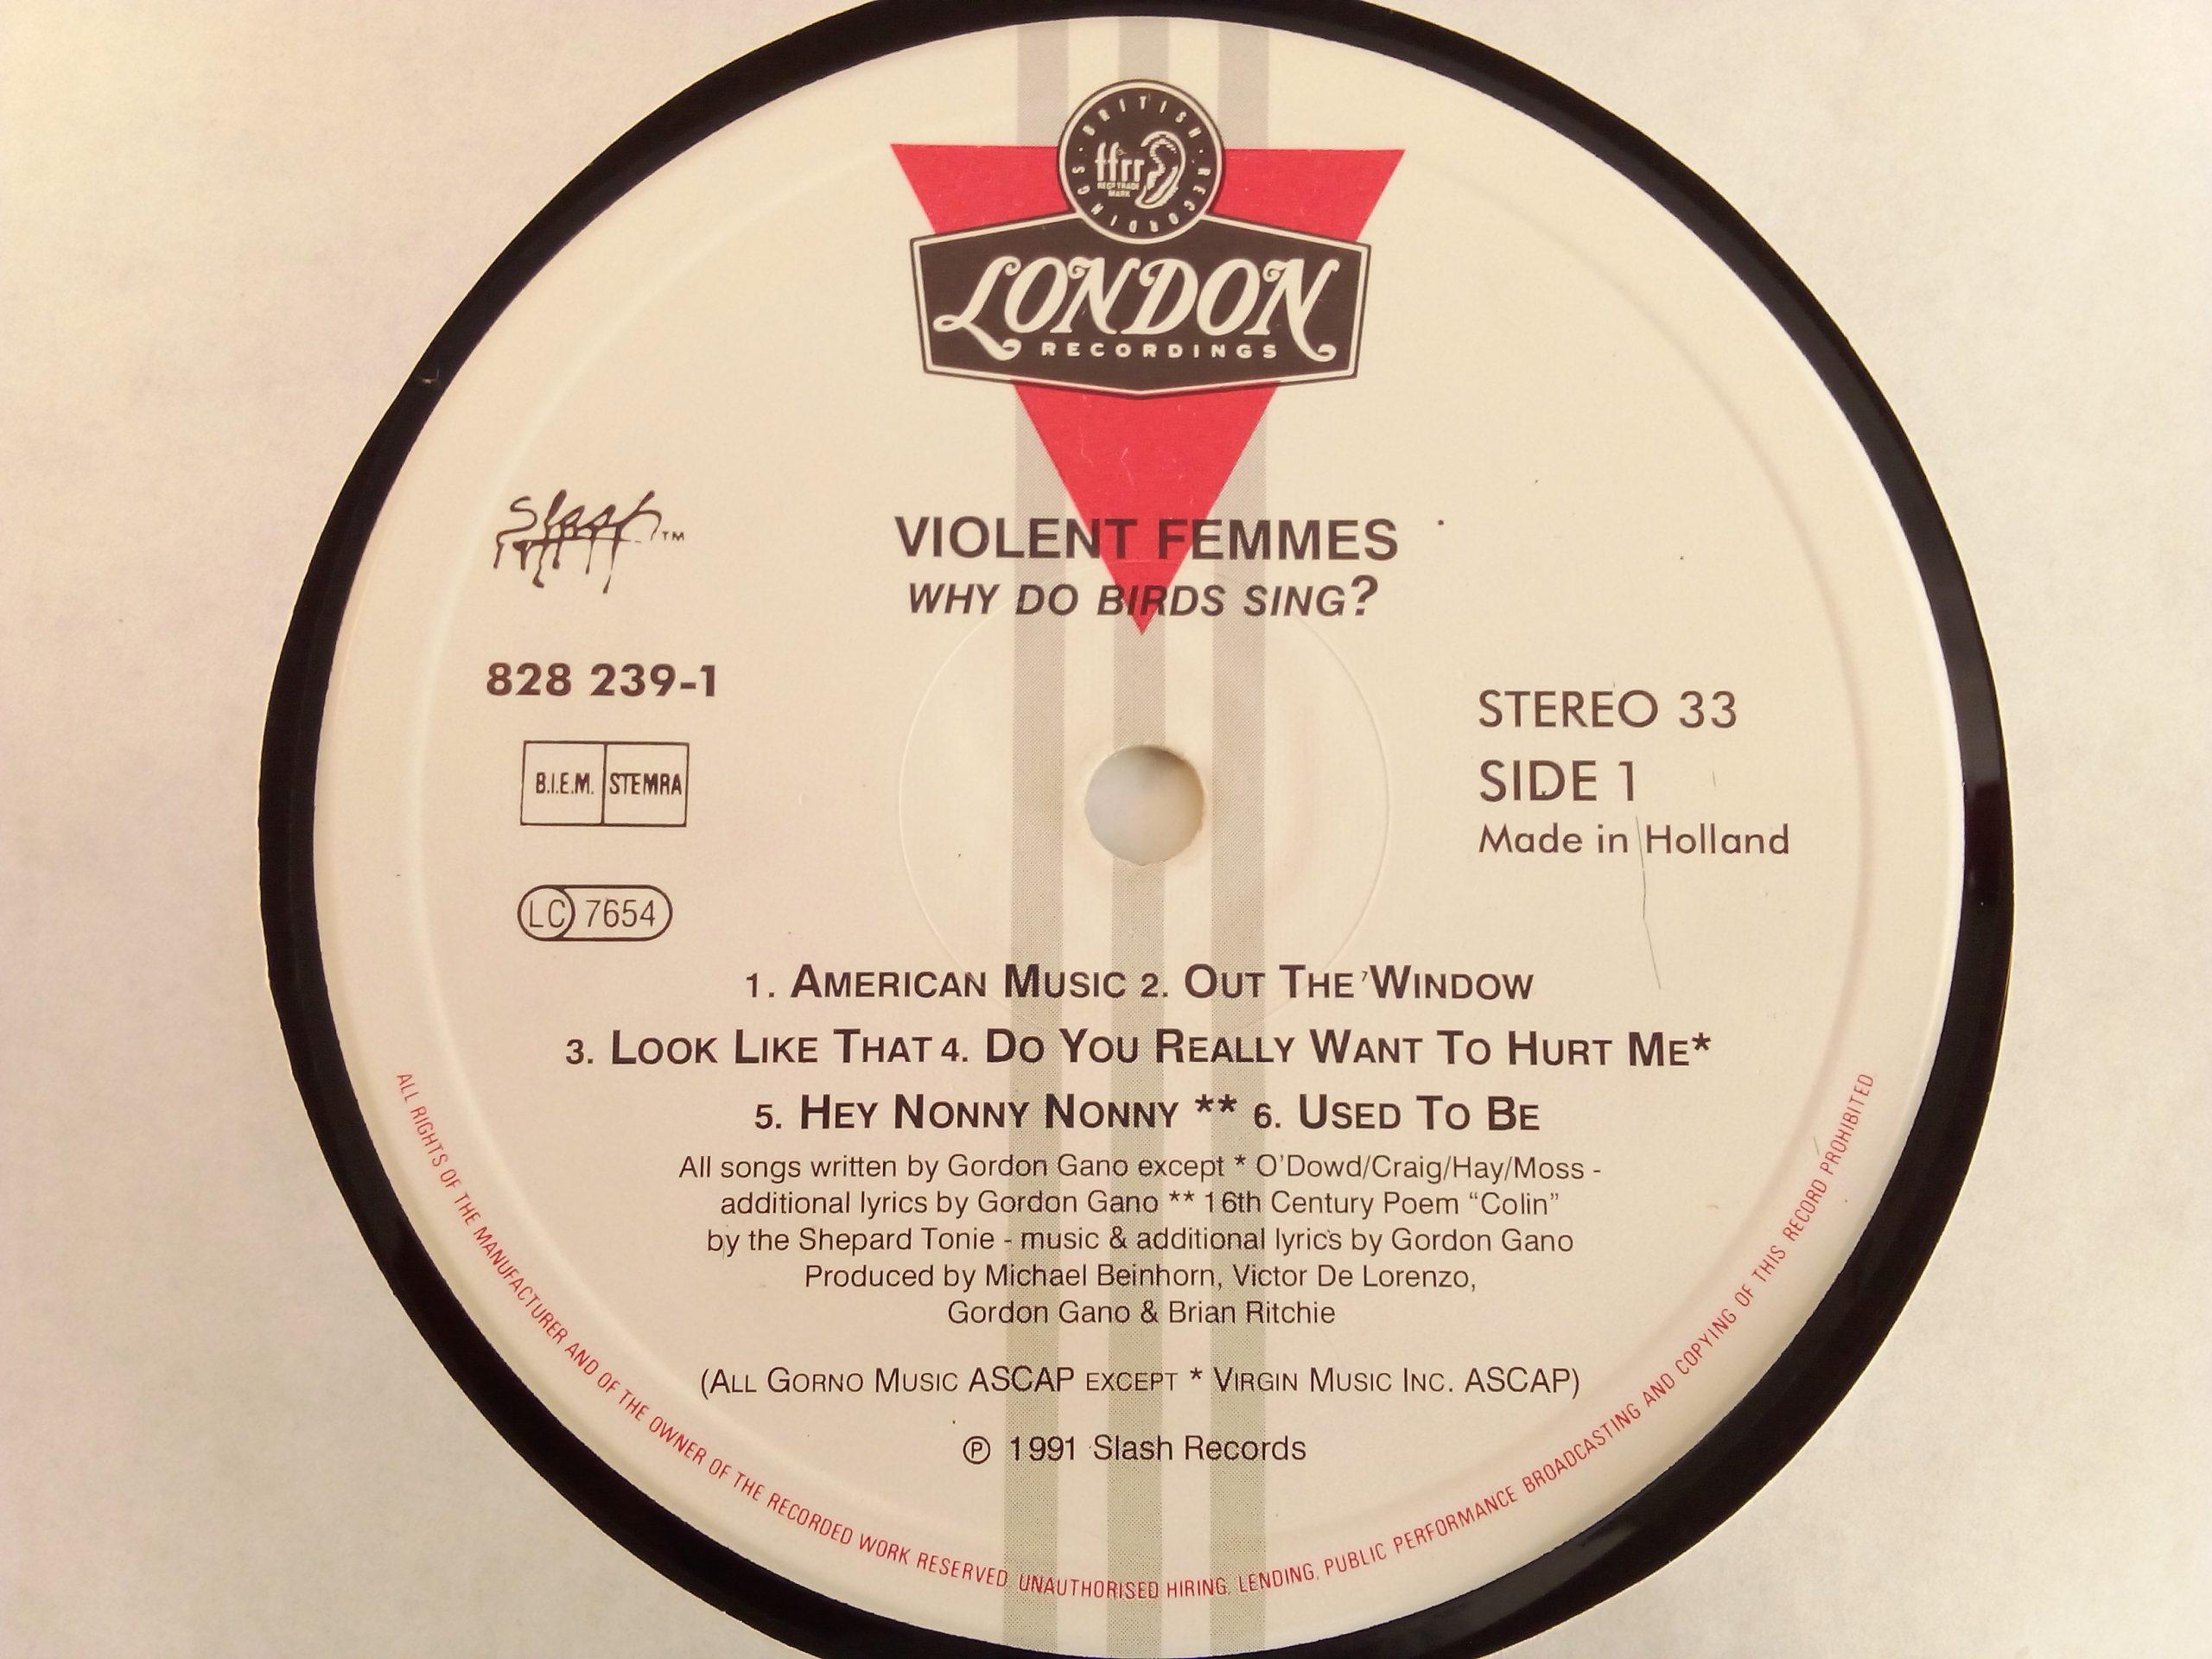 BRITISH · RECORDINGS ·
ffrr
REGD TRADE
MARK
LONDON
RECORDINGS
Slash TM
VIOLENT FEMMES
WHY DO BIRDS SING?
828 239-1
B.I.E.M. STEMRA
LC 7654
STEREO 33
SIDE 1
Made in Holland
1. AMERICAN MUSIC 2. OUT THE WINDOW
3. LOOK LIKE THAT 4. DO YOU REALLY WANT TO HURT ME*
5. HEY NONNY NONNY ** 6. USED TO BE
All songs written by Gordon Gano except * O'Dowd/Craig/Hay/Moss -
additional lyrics by Gordon Gano ** 16th Century Poem “Colin”
by the Shepard Tonie - music & additional lyrics by Gordon Gano
Produced by Michael Beinhorn, Victor De Lorenzo,
Gordon Gano & Brian Ritchie
(ALL GORNO MUSIC ASCAP EXCEPT * VIRGIN MUSIC INC. ASCAP)
℗ 1991 Slash Records
ALL RIGHTS OF THE MANUFACTURER AND OF THE OWNER OF THE RECORDED WORK RESERVED. UNAUTHORISED HIRING, LENDING, PUBLIC PERFORMANCE BROADCASTING AND COPYING OF THIS RECORD PROHIBITED.